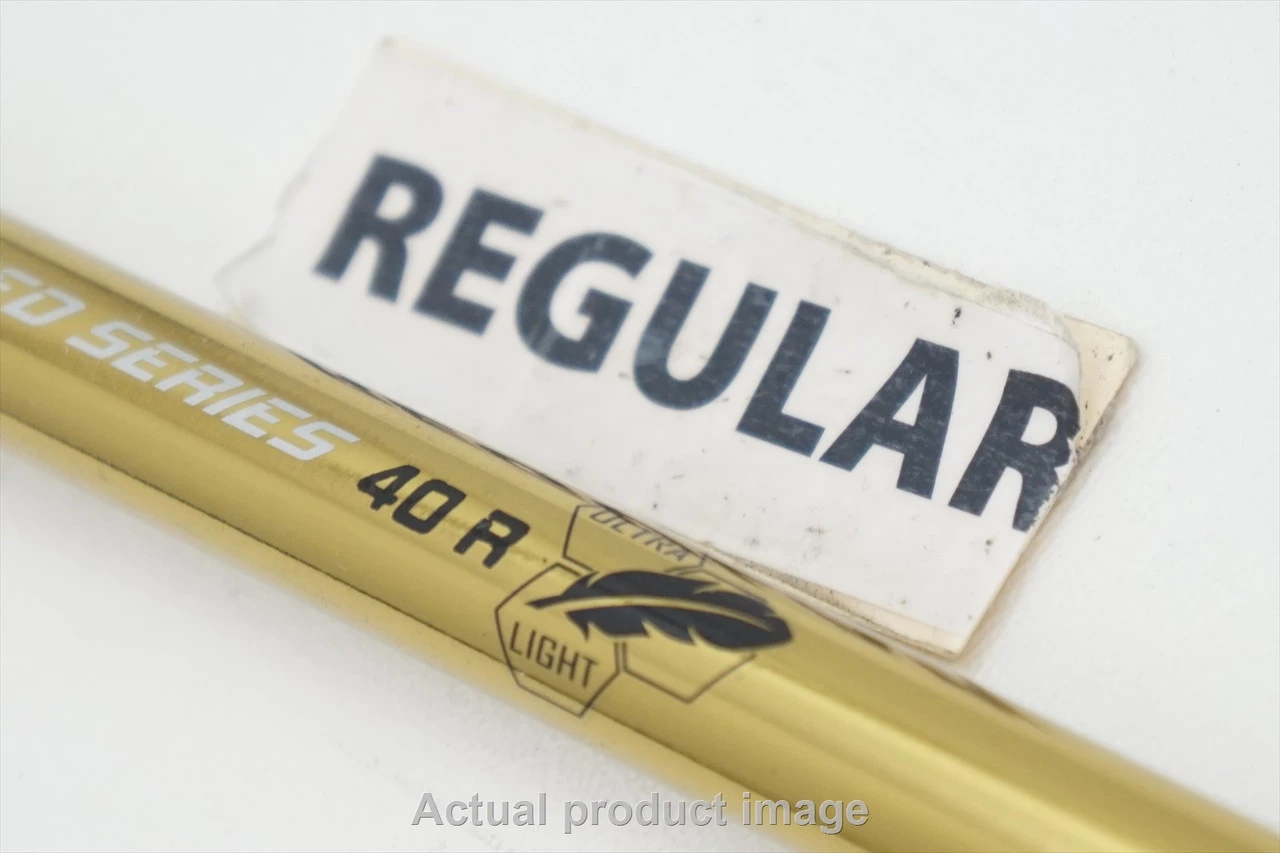 REGULAR
SERIES 40 R
ULTRA
LIGHT
Actual product image